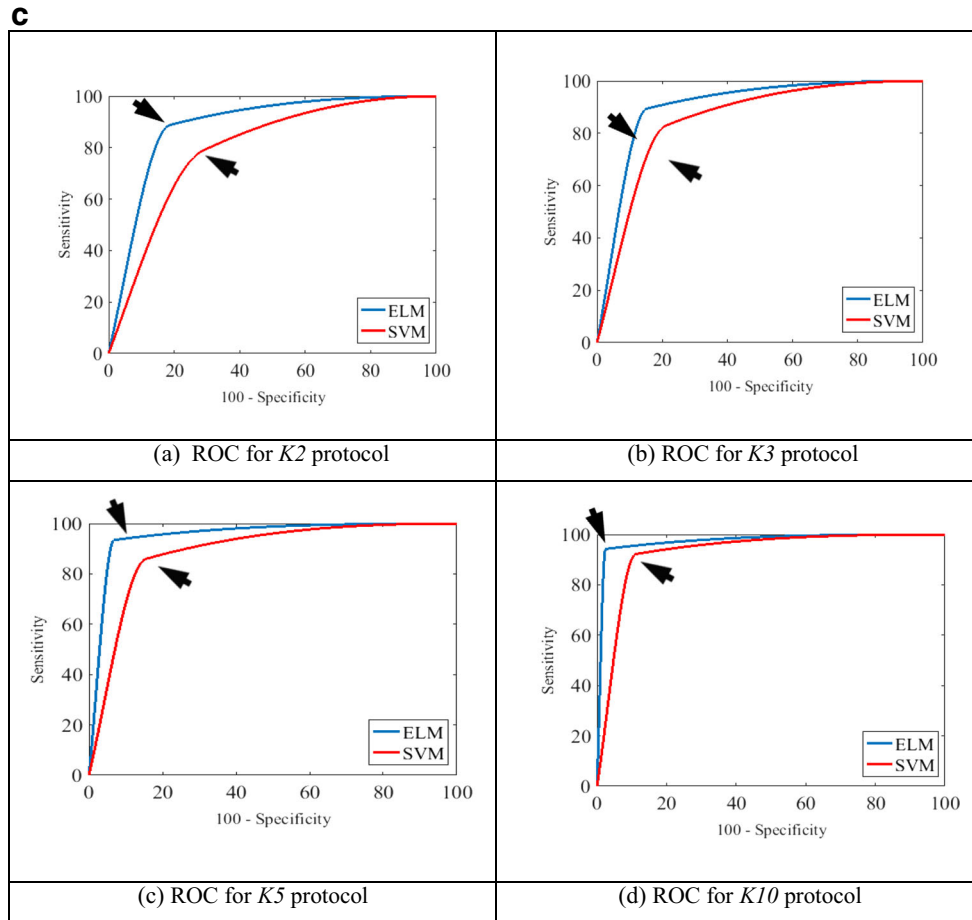 c
100
80
60
40
20
0
Sensitivity
0 20 40 60 80 100
100 - Specificity
ELM
SVM
(a) ROC for K2 protocol
100
80
60
40
20
0
Sensitivity
0 20 40 60 80 100
100 - Specificity
ELM
SVM
(b) ROC for K3 protocol
100
80
60
40
20
0
Sensitivity
0 20 40 60 80 100
100 - Specificity
ELM
SVM
(c) ROC for K5 protocol
100
80
60
40
20
0
Sensitivity
0 20 40 60 80 100
100 - Specificity
ELM
SVM
(d) ROC for K10 protocol